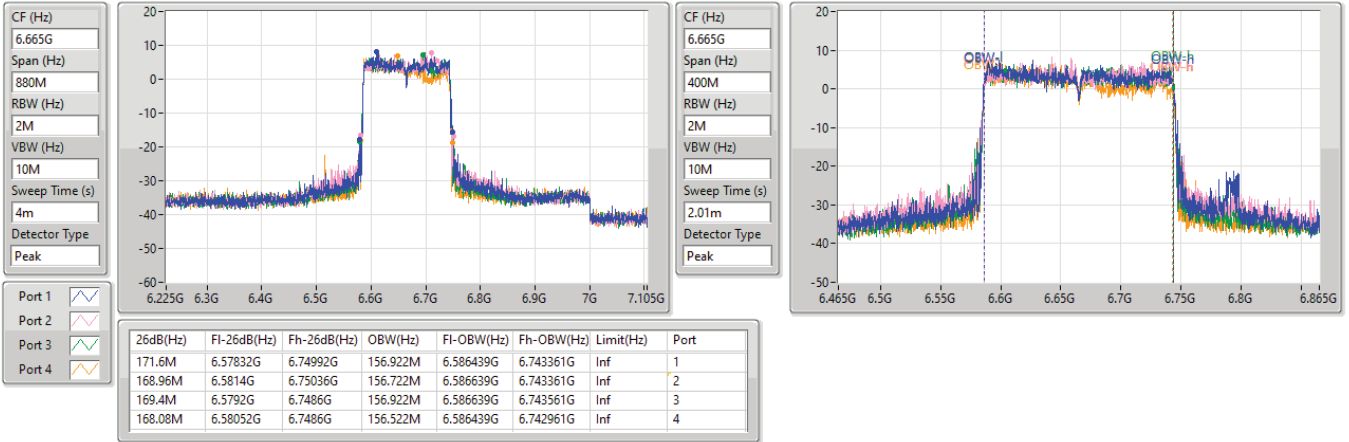 CF (Hz)
6.665G
Span (Hz)
880M
RBW (Hz)
2M
VBW (Hz)
10M
Sweep Time (s)
4m
Detector Type
Peak
20
10
0
-10
-20
-30
-40
-50
-60
6.225G 6.3G 6.4G 6.5G 6.6G 6.7G 6.8G 6.9G 7G 7.105G
CF (Hz)
6.665G
Span (Hz)
400M
RBW (Hz)
2M
VBW (Hz)
10M
Sweep Time (s)
2.01m
Detector Type
Peak
20
10
0
-10
-20
-30
-40
-50
OBW-l OBW-h
6.465G 6.5G 6.55G 6.6G 6.65G 6.7G 6.75G 6.8G 6.865G
Port 1
Port 2
Port 3
Port 4
26dB(Hz) Fl-26dB(Hz) Fh-26dB(Hz) OBW(Hz) Fl-OBW(Hz) Fh-OBW(Hz) Limit(Hz) Port
171.6M 6.57832G 6.74992G 156.922M 6.586439G 6.743361G Inf 1
168.96M 6.5814G 6.75036G 156.722M 6.586639G 6.743361G Inf 2
169.4M 6.5792G 6.7486G 156.922M 6.586639G 6.743561G Inf 3
168.08M 6.58052G 6.7486G 156.522M 6.586439G 6.742961G Inf 4